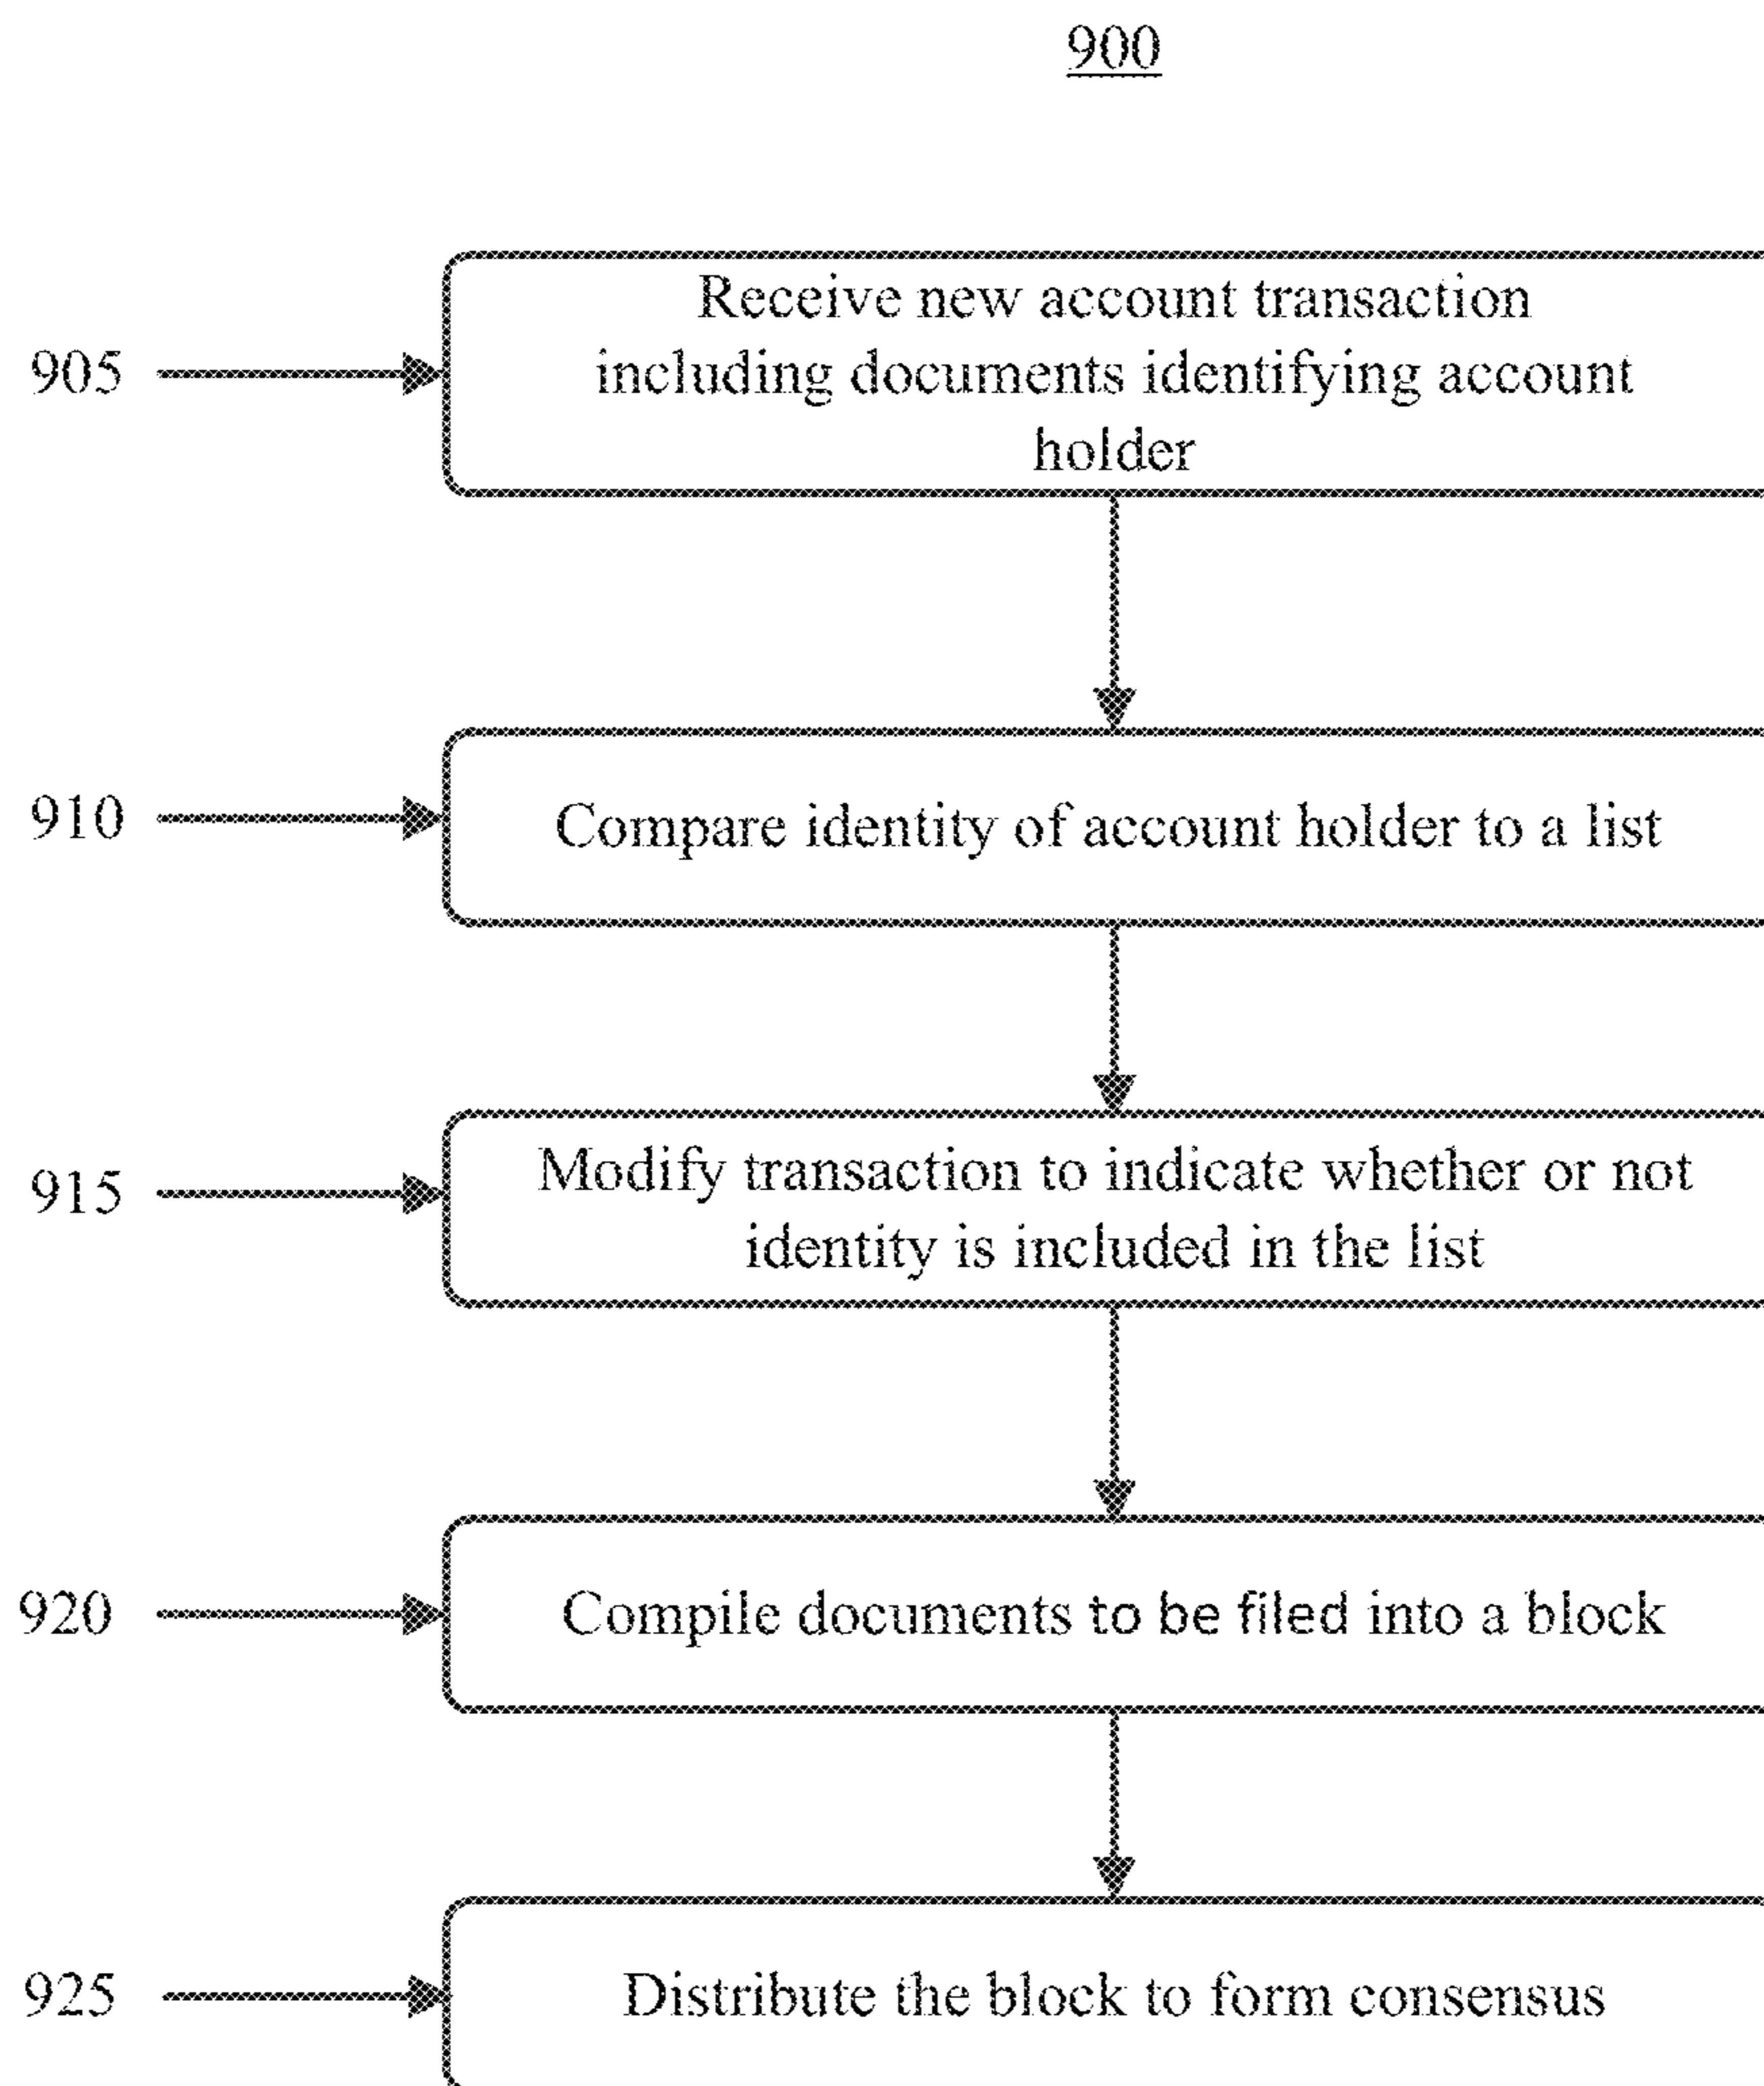 900
905
Receive new account transaction
including documents identifying account
holder
910
Compare identity of account holder to a list
915
Modify transaction to indicate whether or not
identity is included in the list
920
Compile documents to be filed into a block
925
Distribute the block to form consensus